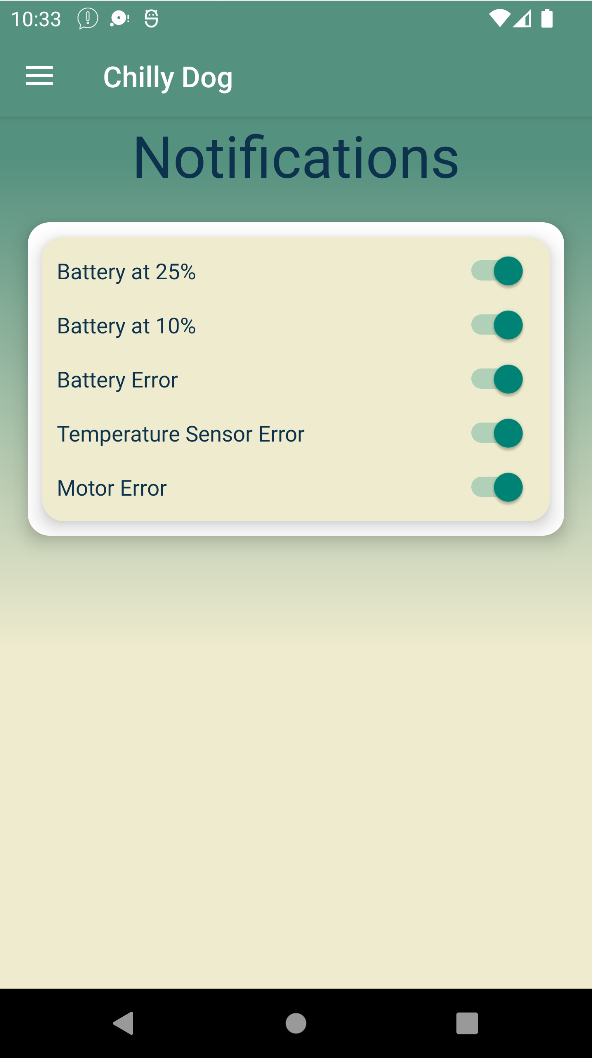 10:33
Chilly Dog
Notifications
Battery at 25%
Battery at 10%
Battery Error
Temperature Sensor Error
Motor Error